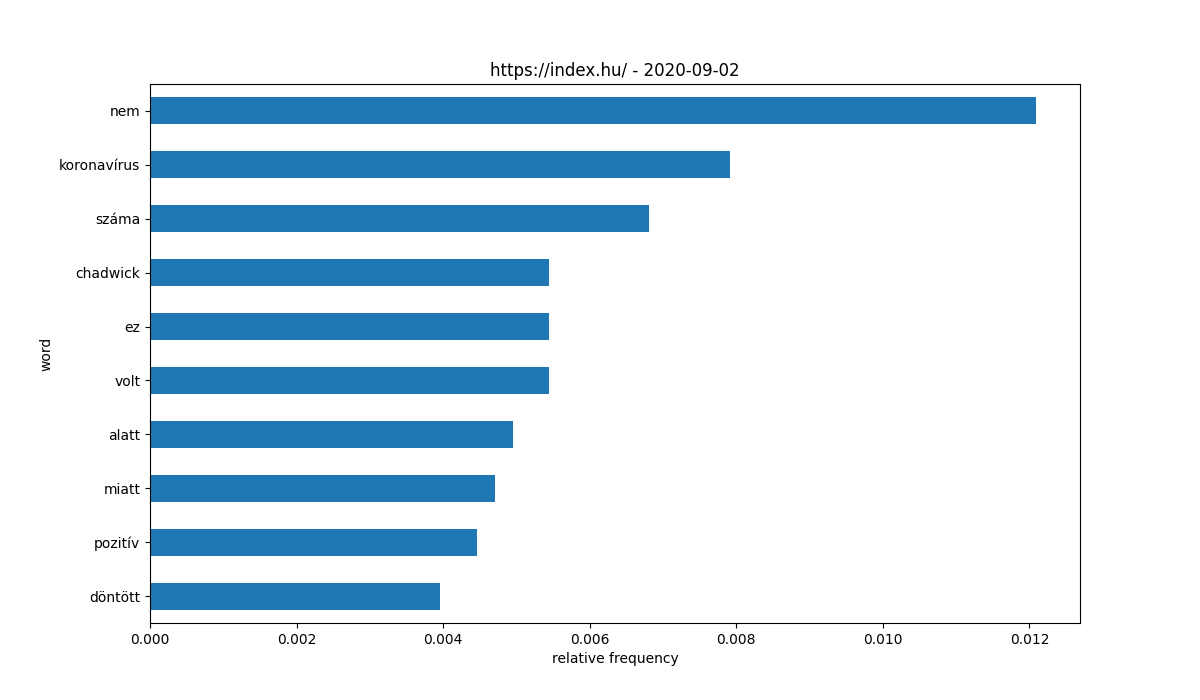 https://index.hu/ - 2020-09-02
word
nem
koronavírus
száma
chadwick
ez
volt
alatt
miatt
pozitív
döntött
0.000 0.002 0.004 0.006 0.008 0.010 0.012
relative frequency